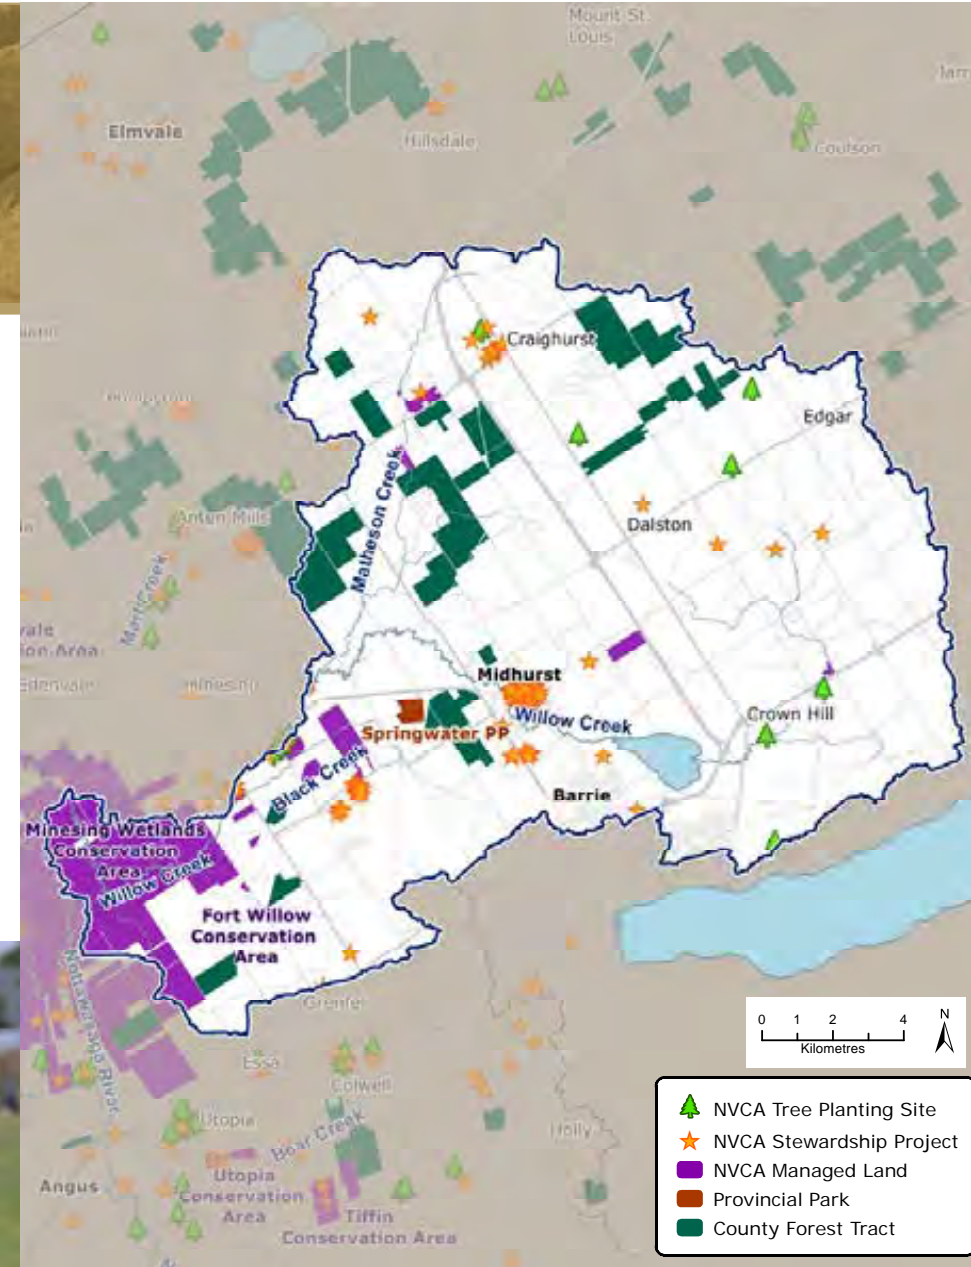 Mount St.
Louis
Elmvale
Hillsdale
Coulson
Craighurst
Edgar
Matheson Creek
Anten Mills
Dalston
Marl Creek
Midhurst
Willow Creek
Crown Hill
Springwater PP
Black Creek
Barrie
Minesing Wetlands
Conservation
Area
Willow Creek
Fort Willow
Conservation
Area
Nottawasaga River
Grenfel
Essa
Colwell
Utopia
Bear Creek
Holly
Angus
Utopia
Conservation
Area
Tiffin
Conservation Area
0 1 2 4
Kilometres
N
NVCA Tree Planting Site
NVCA Stewardship Project
NVCA Managed Land
Provincial Park
County Forest Tract